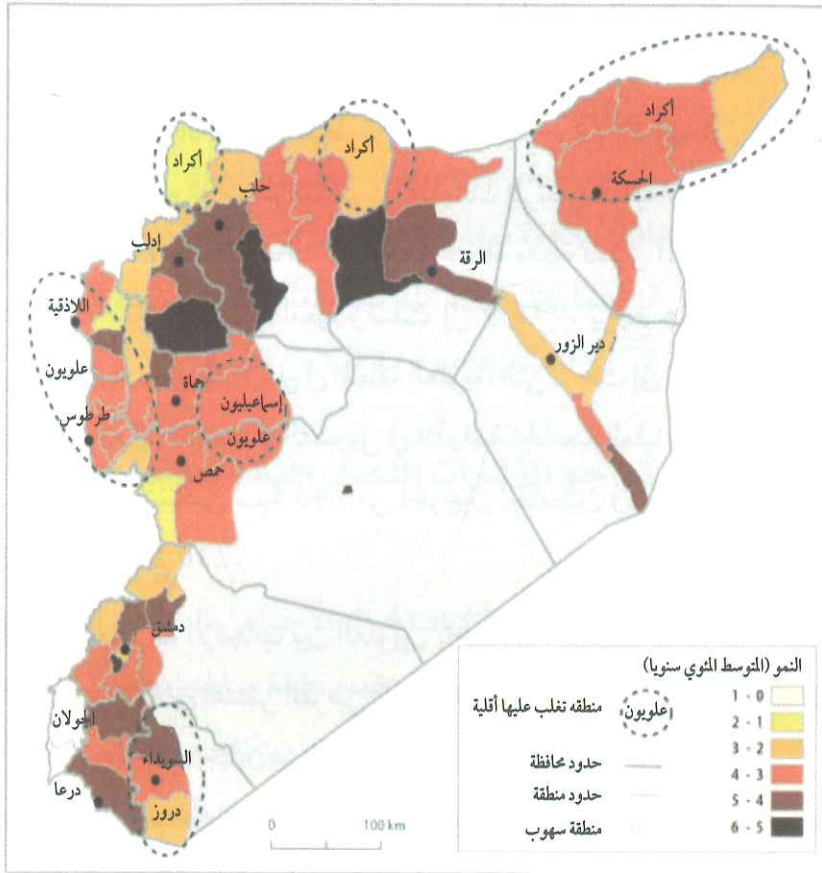 أكراد
الحسكة
أكراد
أكراد
حلب
إدلب
الرقة
اللاذقية
دير الزور
علويون
حماة
إسماعيليون
طرطوس
علويون
حمص
دمشق
الجولان
السويداء
درعا
دروز
0 100 km
النمو (المتوسط المئوي سنويا)
0 - 1
1 - 2
2 - 3
3 - 4
4 - 5
5 - 6
علويون منطقه تغلب عليها أقلية
حدود محافظة
حدود منطقة
منطقة سهوب